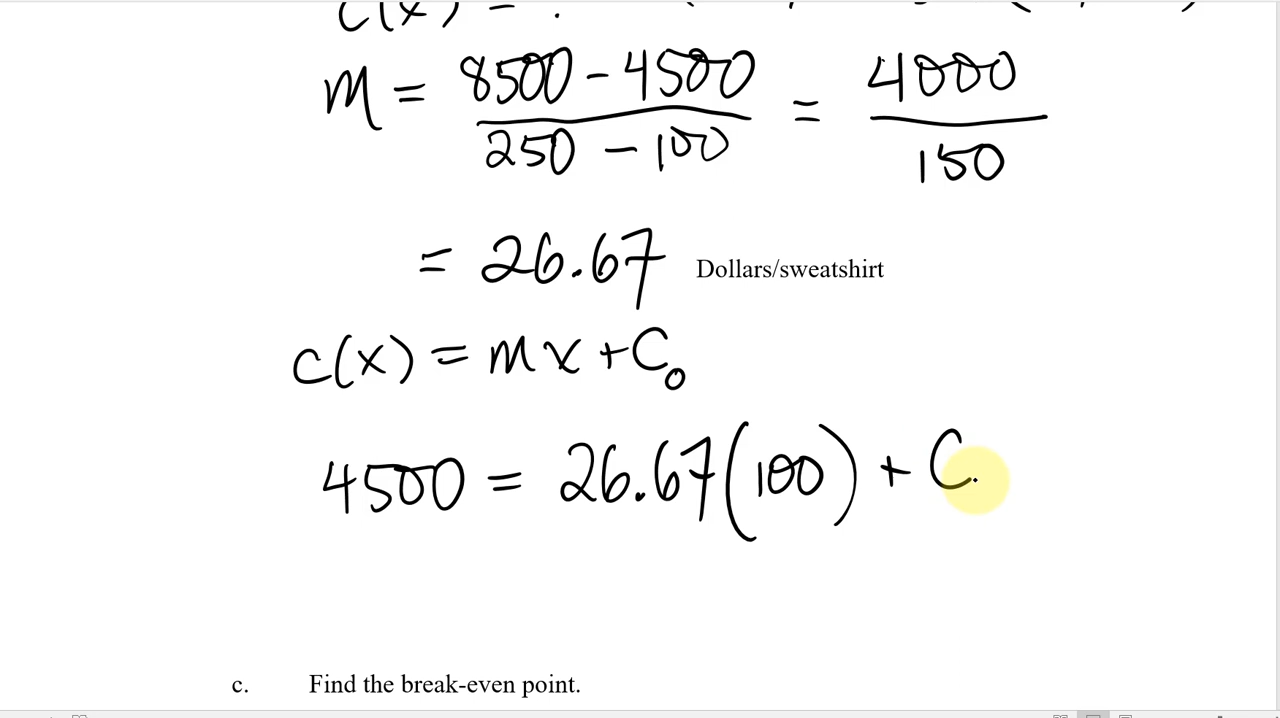 C(x) =
m = 8500 - 4500 / 250 - 100 = 4000 / 150
= 26.67 Dollars/sweatshirt
C(x) = mx + C₀
4500 = 26.67(100) + C
c. Find the break-even point.